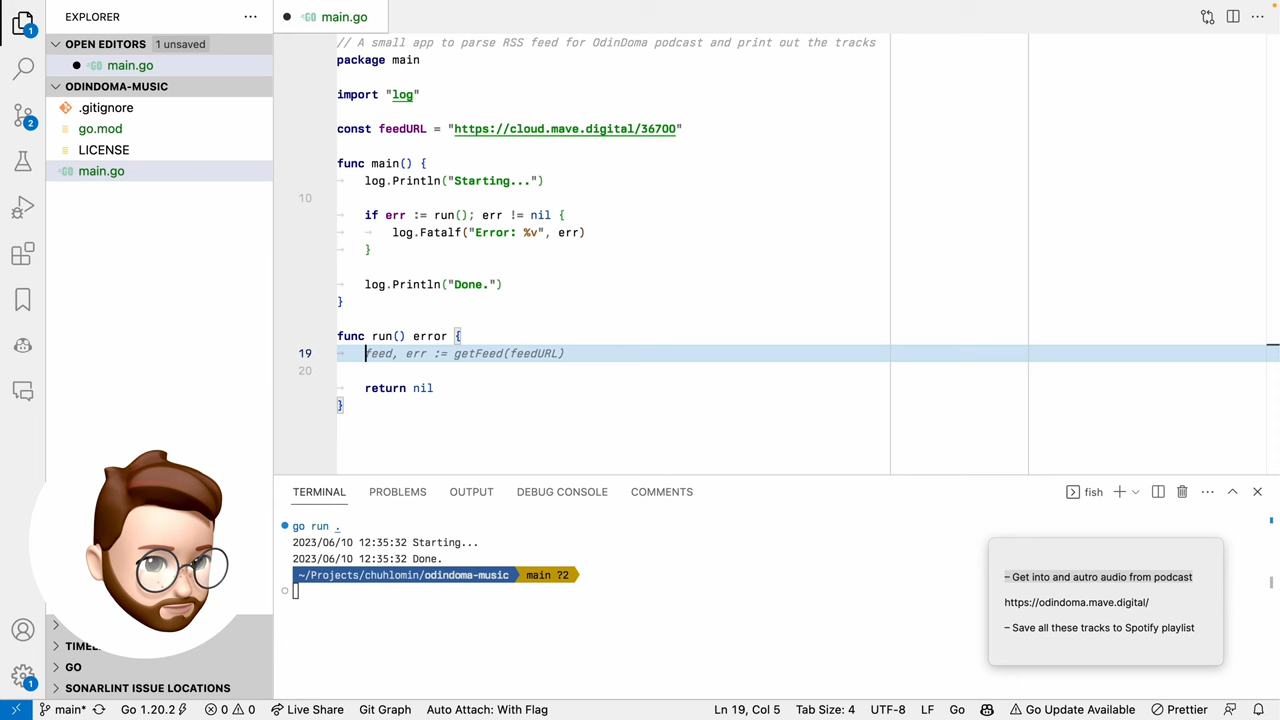 EXPLORER
main.go
OPEN EDITORS 1 unsaved
main.go
ODINDOMA-MUSIC
.gitignore
go.mod
LICENSE
main.go
// A small app to parse RSS feed for OdinDoma podcast and print out the tracks
package main
import "log"
const feedURL = "https://cloud.mave.digital/36700"
func main() {
log.Println("Starting...")
10
if err := run(); err != nil {
log.Fatalf("Error: %v", err)
}
log.Println("Done.")
}
func run() error {
19 feed, err := getFeed(feedURL)
20
return nil
}
TERMINAL PROBLEMS OUTPUT DEBUG CONSOLE COMMENTS
fish
go run .
2023/06/10 12:35:32 Starting...
2023/06/10 12:35:32 Done.
~/Projects/chuhlomin/odindoma-music main ?2
– Get into and autro audio from podcast
https://odindoma.mave.digital/
– Save all these tracks to Spotify playlist
1
2
GO
SONARLINT ISSUE LOCATIONS
1
main* Go 1.20.2 0 0 Live Share Git Graph Auto Attach: With Flag Ln 19, Col 5 Tab Size: 4 UTF-8 LF Go Go Update Available Prettier